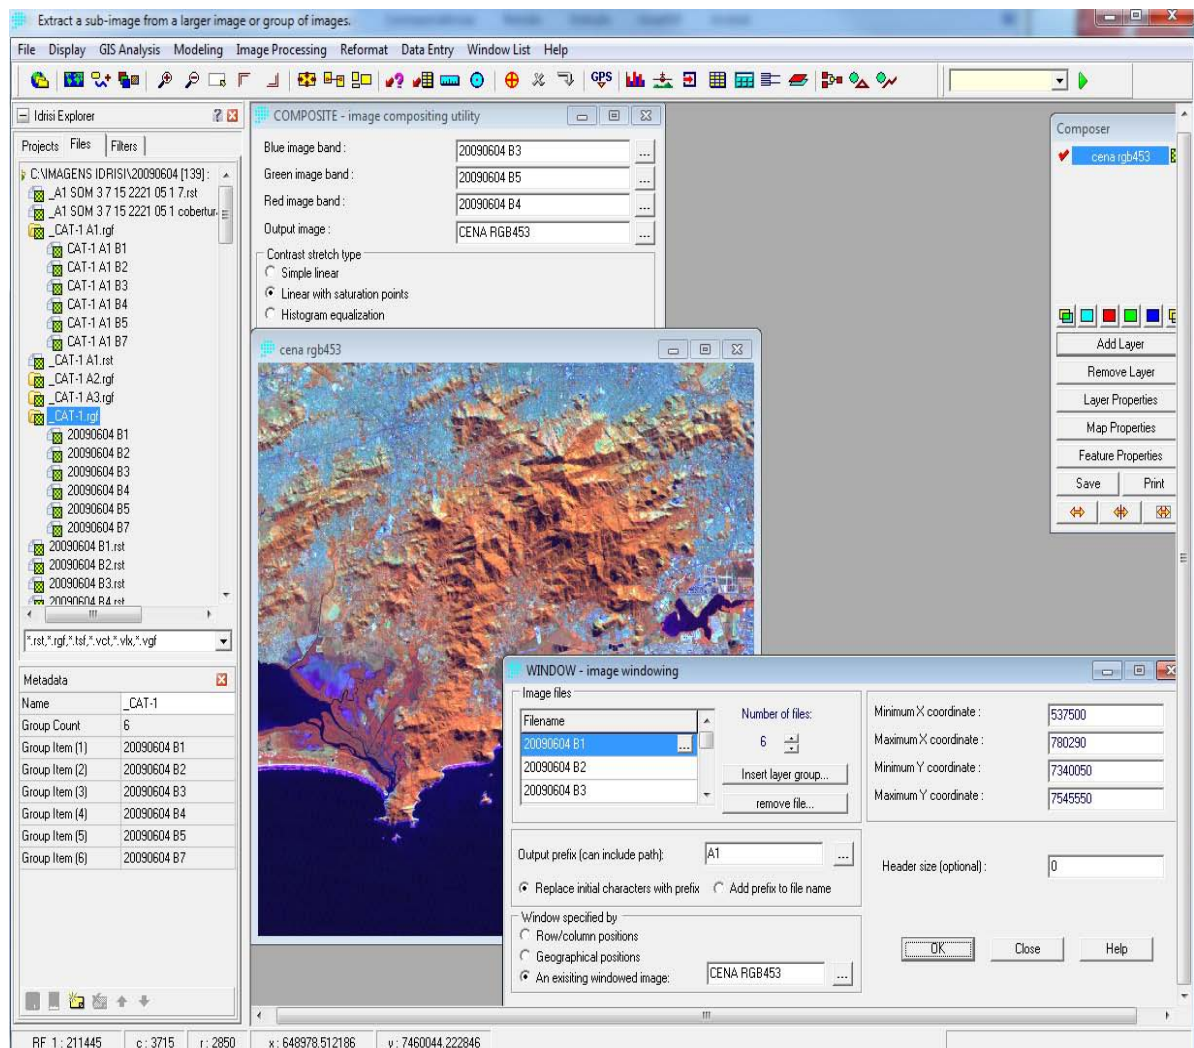 Extract a sub-image from a larger image or group of images.
File Display GIS Analysis Modeling Image Processing Reformat Data Entry Window List Help
GPS
Idrisi Explorer
Projects Files Filters
C:\IMAGENS IDRISI\20090604 [139] :
_A1 SOM 3 7 15 2221 05 1 7.rst
_A1 SOM 3 7 15 2221 05 1 cobertur
_CAT-1 A1.rgf
CAT-1 A1 B1
CAT-1 A1 B2
CAT-1 A1 B3
CAT-1 A1 B4
CAT-1 A1 B5
CAT-1 A1 B7
_CAT-1 A1.rst
_CAT-1 A2.rgf
_CAT-1 A3.rgf
_CAT-1.rgf
20090604 B1
20090604 B2
20090604 B3
20090604 B4
20090604 B5
20090604 B7
20090604 B1.rst
20090604 B2.rst
20090604 B3.rst
20090604 B4.rst
*.rst,*.rgf,*.tsf,*.vct,*.vlx,*.vgf
Metadata
Name _CAT-1
Group Count 6
Group Item (1) 20090604 B1
Group Item (2) 20090604 B2
Group Item (3) 20090604 B3
Group Item (4) 20090604 B4
Group Item (5) 20090604 B5
Group Item (6) 20090604 B7
COMPOSITE - image compositing utility
Blue image band : 20090604 B3 ...
Green image band : 20090604 B5 ...
Red image band : 20090604 B4 ...
Output image : CENA RGB453 ...
Contrast stretch type
Simple linear
Linear with saturation points
Histogram equalization
cena rgb453
Composer
cena rgb453
Add Layer
Remove Layer
Layer Properties
Map Properties
Feature Properties
Save Print
WINDOW - image windowing
Image files
Filename
20090604 B1 ...
20090604 B2
20090604 B3
Number of files:
6
Insert layer group...
remove file...
Output prefix (can include path): A1 ...
Replace initial characters with prefix Add prefix to file name
Window specified by
Row/column positions
Geographical positions
An exisiting windowed image: CENA RGB453 ...
Minimum X coordinate : 537500
Maximum X coordinate : 780290
Minimum Y coordinate : 7340050
Maximum Y coordinate : 7545550
Header size (optional) : 0
OK Close Help
RF 1 : 211445 c : 3715 r : 2850 x : 648978.512186 y : 7460044.222846